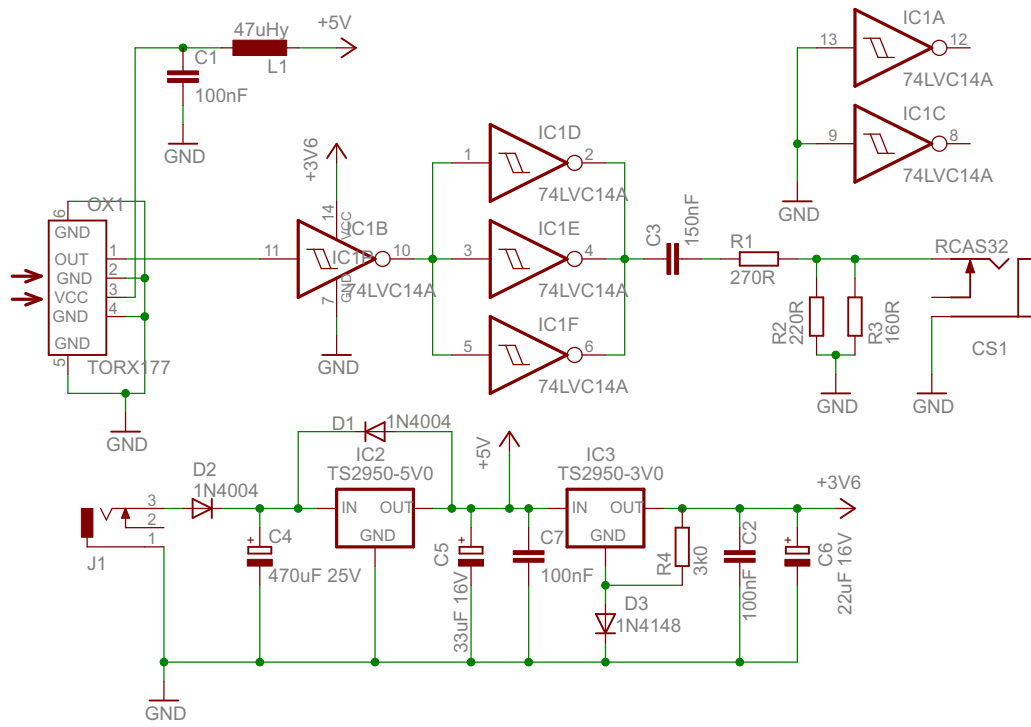 47uHy
+5V
C1
L1
100nF
GND
IC1A
13
12
74LVC14A
IC1C
9
8
74LVC14A
GND
+3V6
IC1D
1
2
74LVC14A
OX1
6
GND
OUT
1
GND
2
VCC
3
GND
4
GND
5
TORX177
GND
14
VCC
IC1B
IC1P
11
10
74LVC14A
7
GND
GND
IC1E
3
4
74LVC14A
IC1F
5
6
74LVC14A
C3
150nF
R1
270R
RCAS32
R2
220R
R3
160R
CS1
GND
GND
D1
1N4004
IC2
TS2950-5V0
IN
OUT
GND
+5V
IC3
TS2950-3V0
IN
OUT
GND
+3V6
D2
1N4004
3
2
1
J1
C4
470uF 25V
C5
33uF 16V
C7
100nF
R4
3k0
C2
100nF
C6
22uF 16V
D3
1N4148
GND